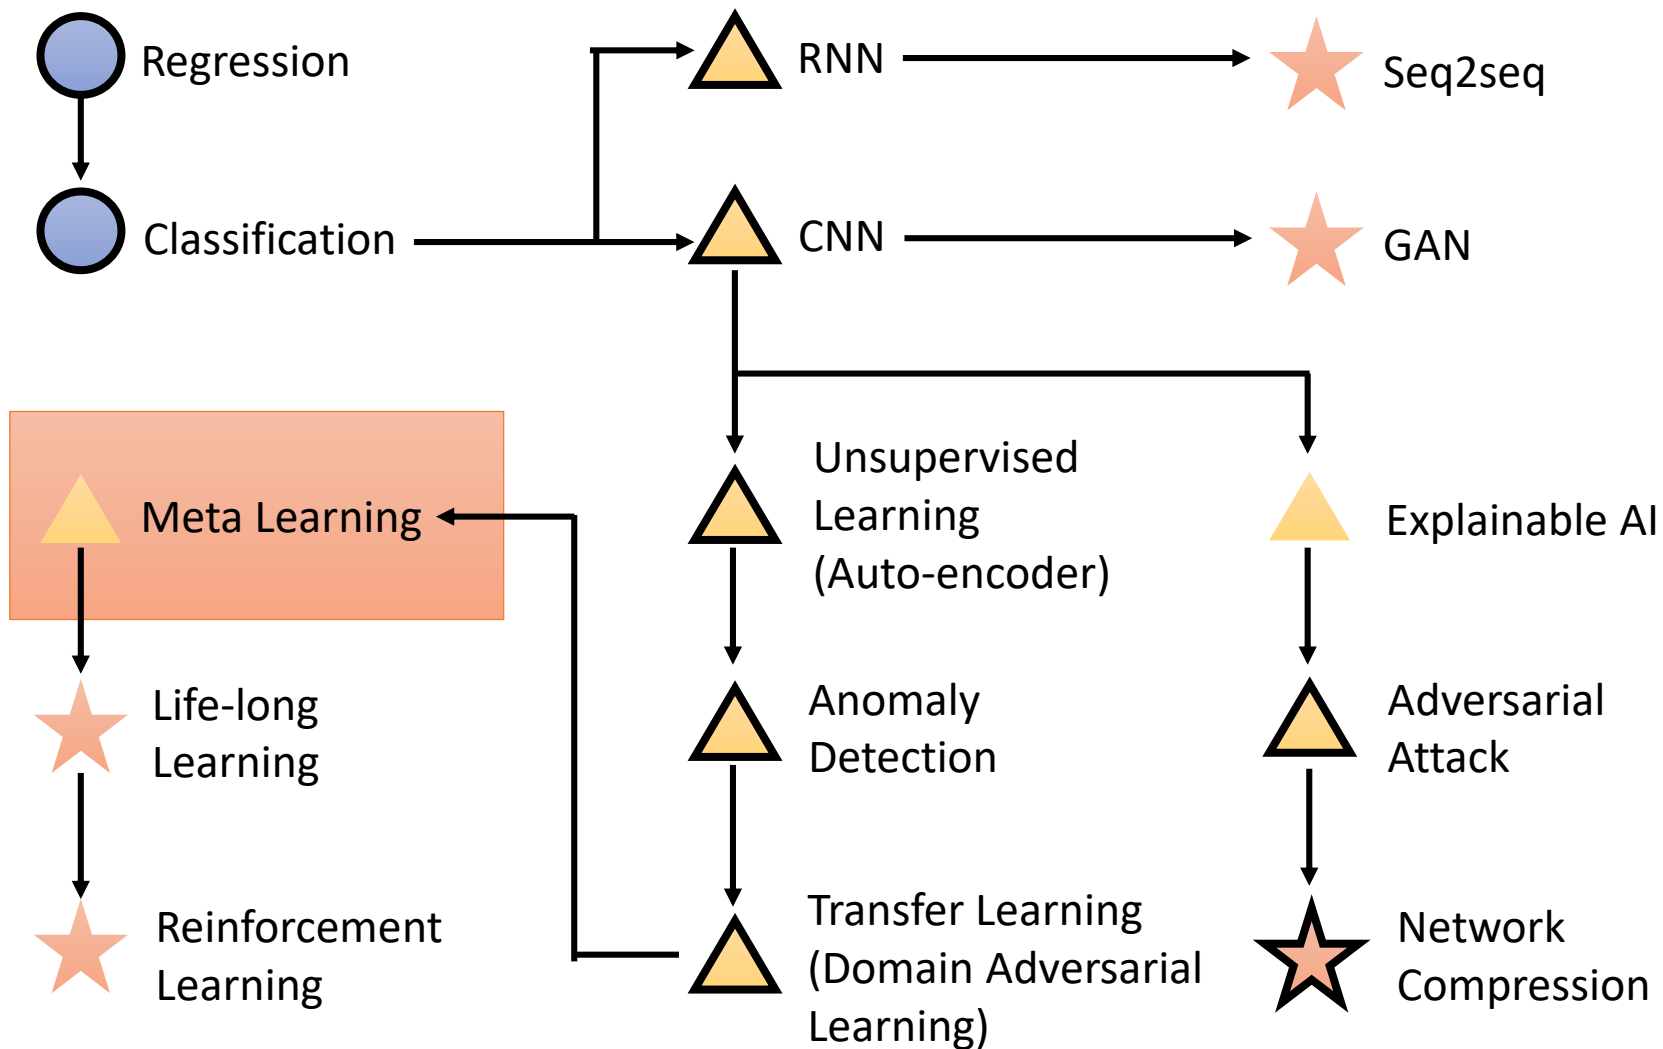 Regression
RNN
Seq2seq
Classification
CNN
GAN
Meta Learning
Unsupervised
Learning
(Auto-encoder)
Explainable AI
Life-long
Learning
Anomaly
Detection
Adversarial
Attack
Reinforcement
Learning
Transfer Learning
(Domain Adversarial
Learning)
Network
Compression